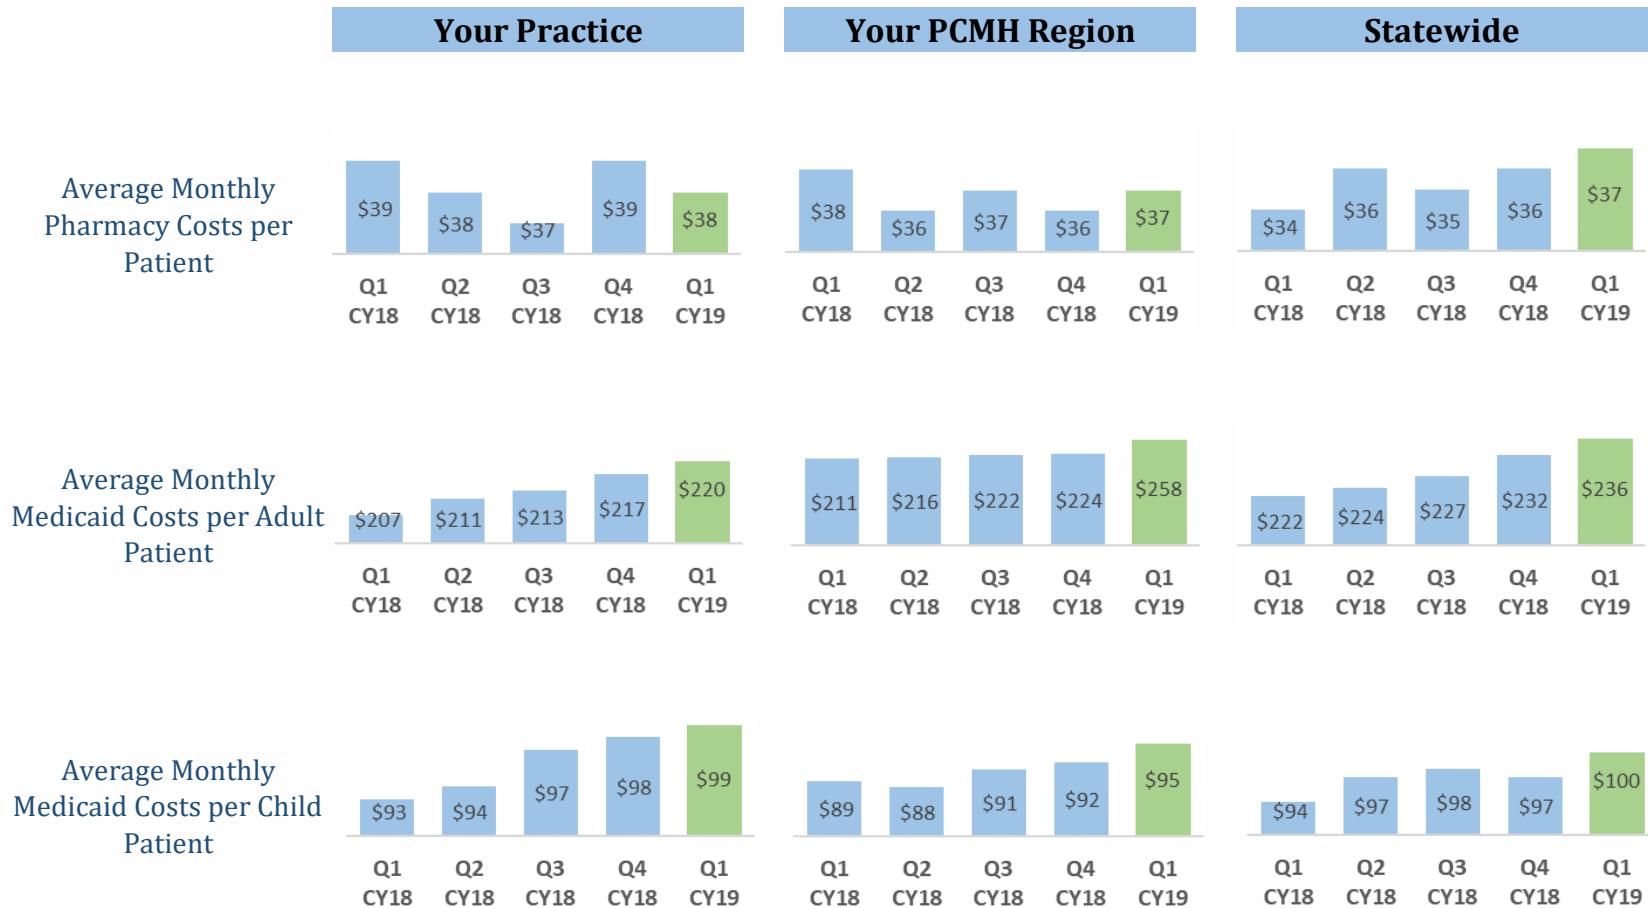 Your Practice
Your PCMH Region
Statewide
Average Monthly
Pharmacy Costs per
Patient
$39
$38
$37
$39
$38
Q1 Q2 Q3 Q4 Q1
CY18 CY18 CY18 CY18 CY19
$38
$36
$37
$36
$37
Q1 Q2 Q3 Q4 Q1
CY18 CY18 CY18 CY18 CY19
$34
$36
$35
$36
$37
Q1 Q2 Q3 Q4 Q1
CY18 CY18 CY18 CY18 CY19
Average Monthly
Medicaid Costs per Adult
Patient
$207
$211
$213
$217
$220
Q1 Q2 Q3 Q4 Q1
CY18 CY18 CY18 CY18 CY19
$211
$216
$222
$224
$258
Q1 Q2 Q3 Q4 Q1
CY18 CY18 CY18 CY18 CY19
$222
$224
$227
$232
$236
Q1 Q2 Q3 Q4 Q1
CY18 CY18 CY18 CY18 CY19
Average Monthly
Medicaid Costs per Child
Patient
$93
$94
$97
$98
$99
Q1 Q2 Q3 Q4 Q1
CY18 CY18 CY18 CY18 CY19
$89
$88
$91
$92
$95
Q1 Q2 Q3 Q4 Q1
CY18 CY18 CY18 CY18 CY19
$94
$97
$98
$97
$100
Q1 Q2 Q3 Q4 Q1
CY18 CY18 CY18 CY18 CY19